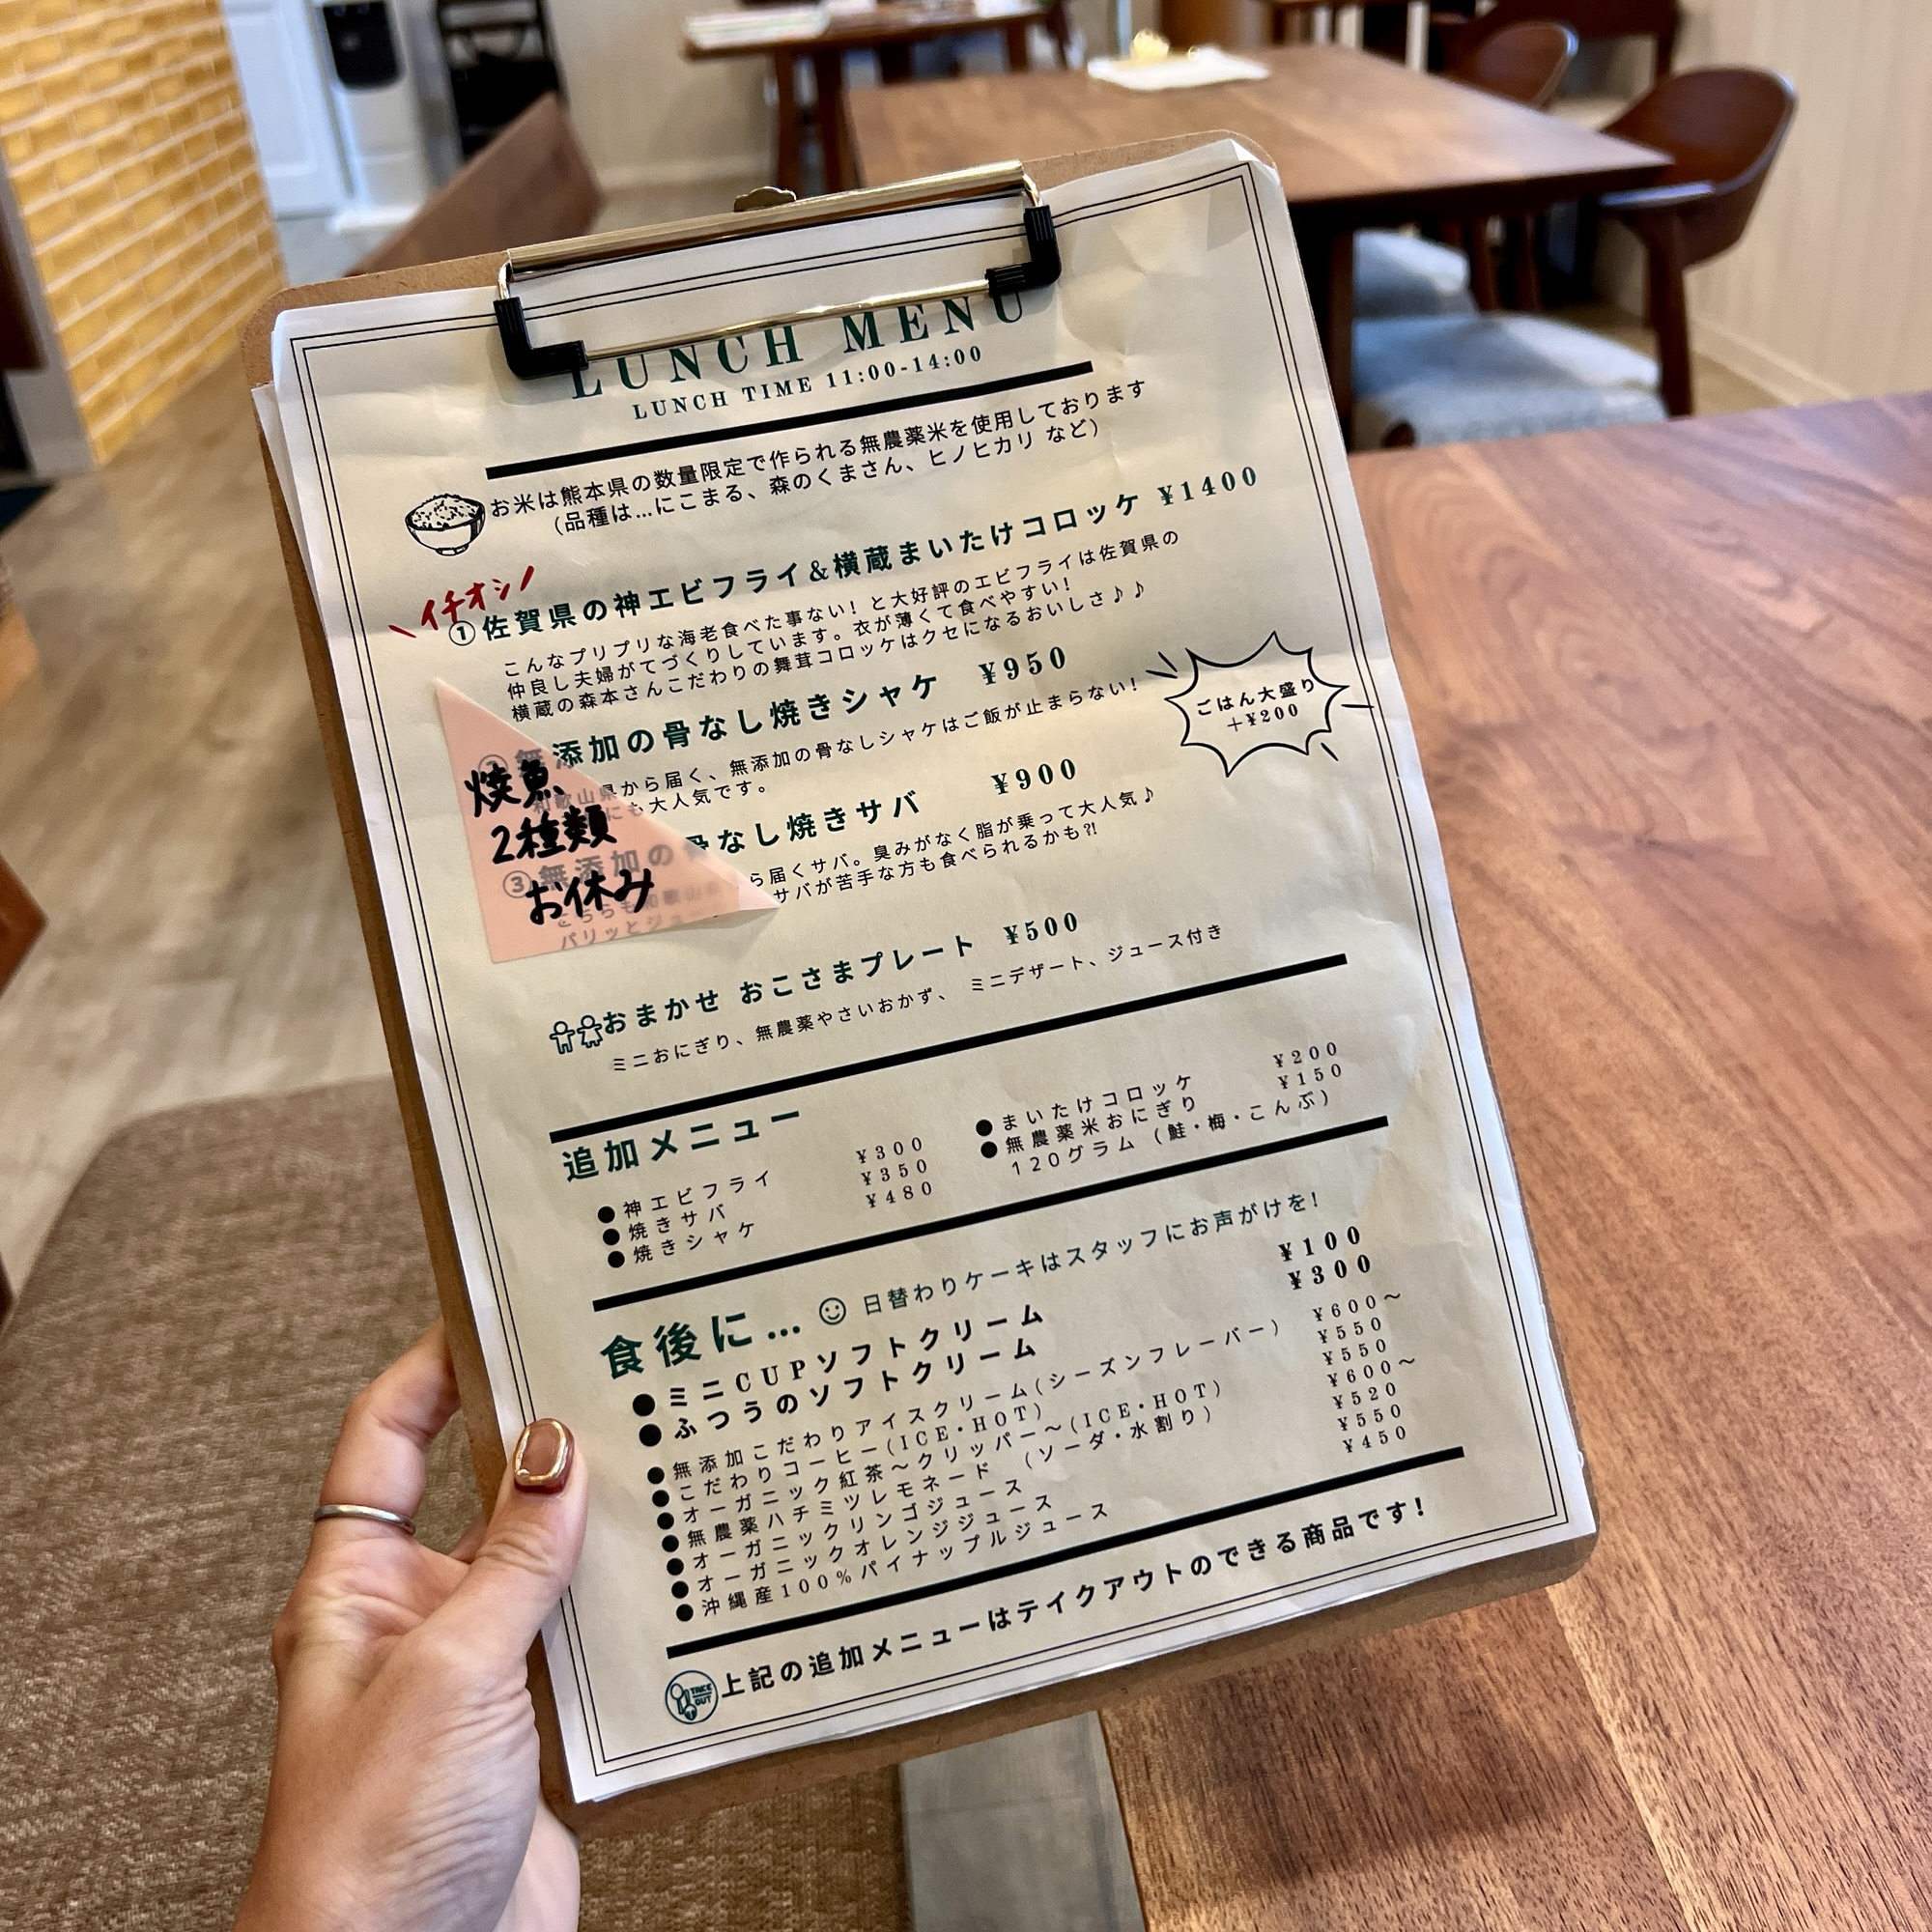 LUNCH MENU
LUNCH TIME 11:00-14:00
お米は熊本県の数量限定で作られる無農薬米を使用しております
(品種は…にこまる、森のくまさん、ヒノヒカリ など)
イチオシ
①佐賀県の神エビフライ&横蔵まいたけコロッケ ¥1400
こんなプリプリな海老食べた事ない！と大好評のエビフライは佐賀県の
仲良し夫婦がてづくりしています。衣が薄くて食べやすい！
横蔵の森本さんこだわりの舞茸コロッケはクセになるおいしさ♪♪
②無添加の骨なし焼きシャケ ¥950
和歌山県から届く、無添加の骨なしシャケはご飯が止まらない！
にも大人気です。
ごはん大盛り
+¥200
③無添加の骨なし焼きサバ ¥900
こちらも和歌山県から届くサバ。臭みがなく脂が乗って大人気♪
パリッとジュ サバが苦手な方も食べられるかも⁈
焼魚
2種類
お休み
おまかせ おこさまプレート ¥500
ミニおにぎり、無農薬やさいおかず、 ミニデザート、ジュース付き
追加メニュー
●神エビフライ ¥300
●焼きサバ ¥350
●焼きシャケ ¥480
●まいたけコロッケ ¥200
●無農薬米おにぎり ¥150
120グラム (鮭・梅・こんぶ)
食後に… 日替わりケーキはスタッフにお声がけを！
●ミニCUPソフトクリーム ¥100
●ふつうのソフトクリーム ¥300
●無添加こだわりアイスクリーム(シーズンフレーバー) ¥600～
●こだわりコーヒー(ICE・HOT) ¥550
●オーガニック紅茶～クリッパー～(ICE・HOT) ¥550
●無農薬ハチミツレモネード (ソーダ・水割り) ¥600～
●オーガニックリンゴジュース ¥520
●オーガニックオレンジジュース ¥550
●沖縄産100%パイナップルジュース ¥450
TAKE
OUT
上記の追加メニューはテイクアウトのできる商品です！